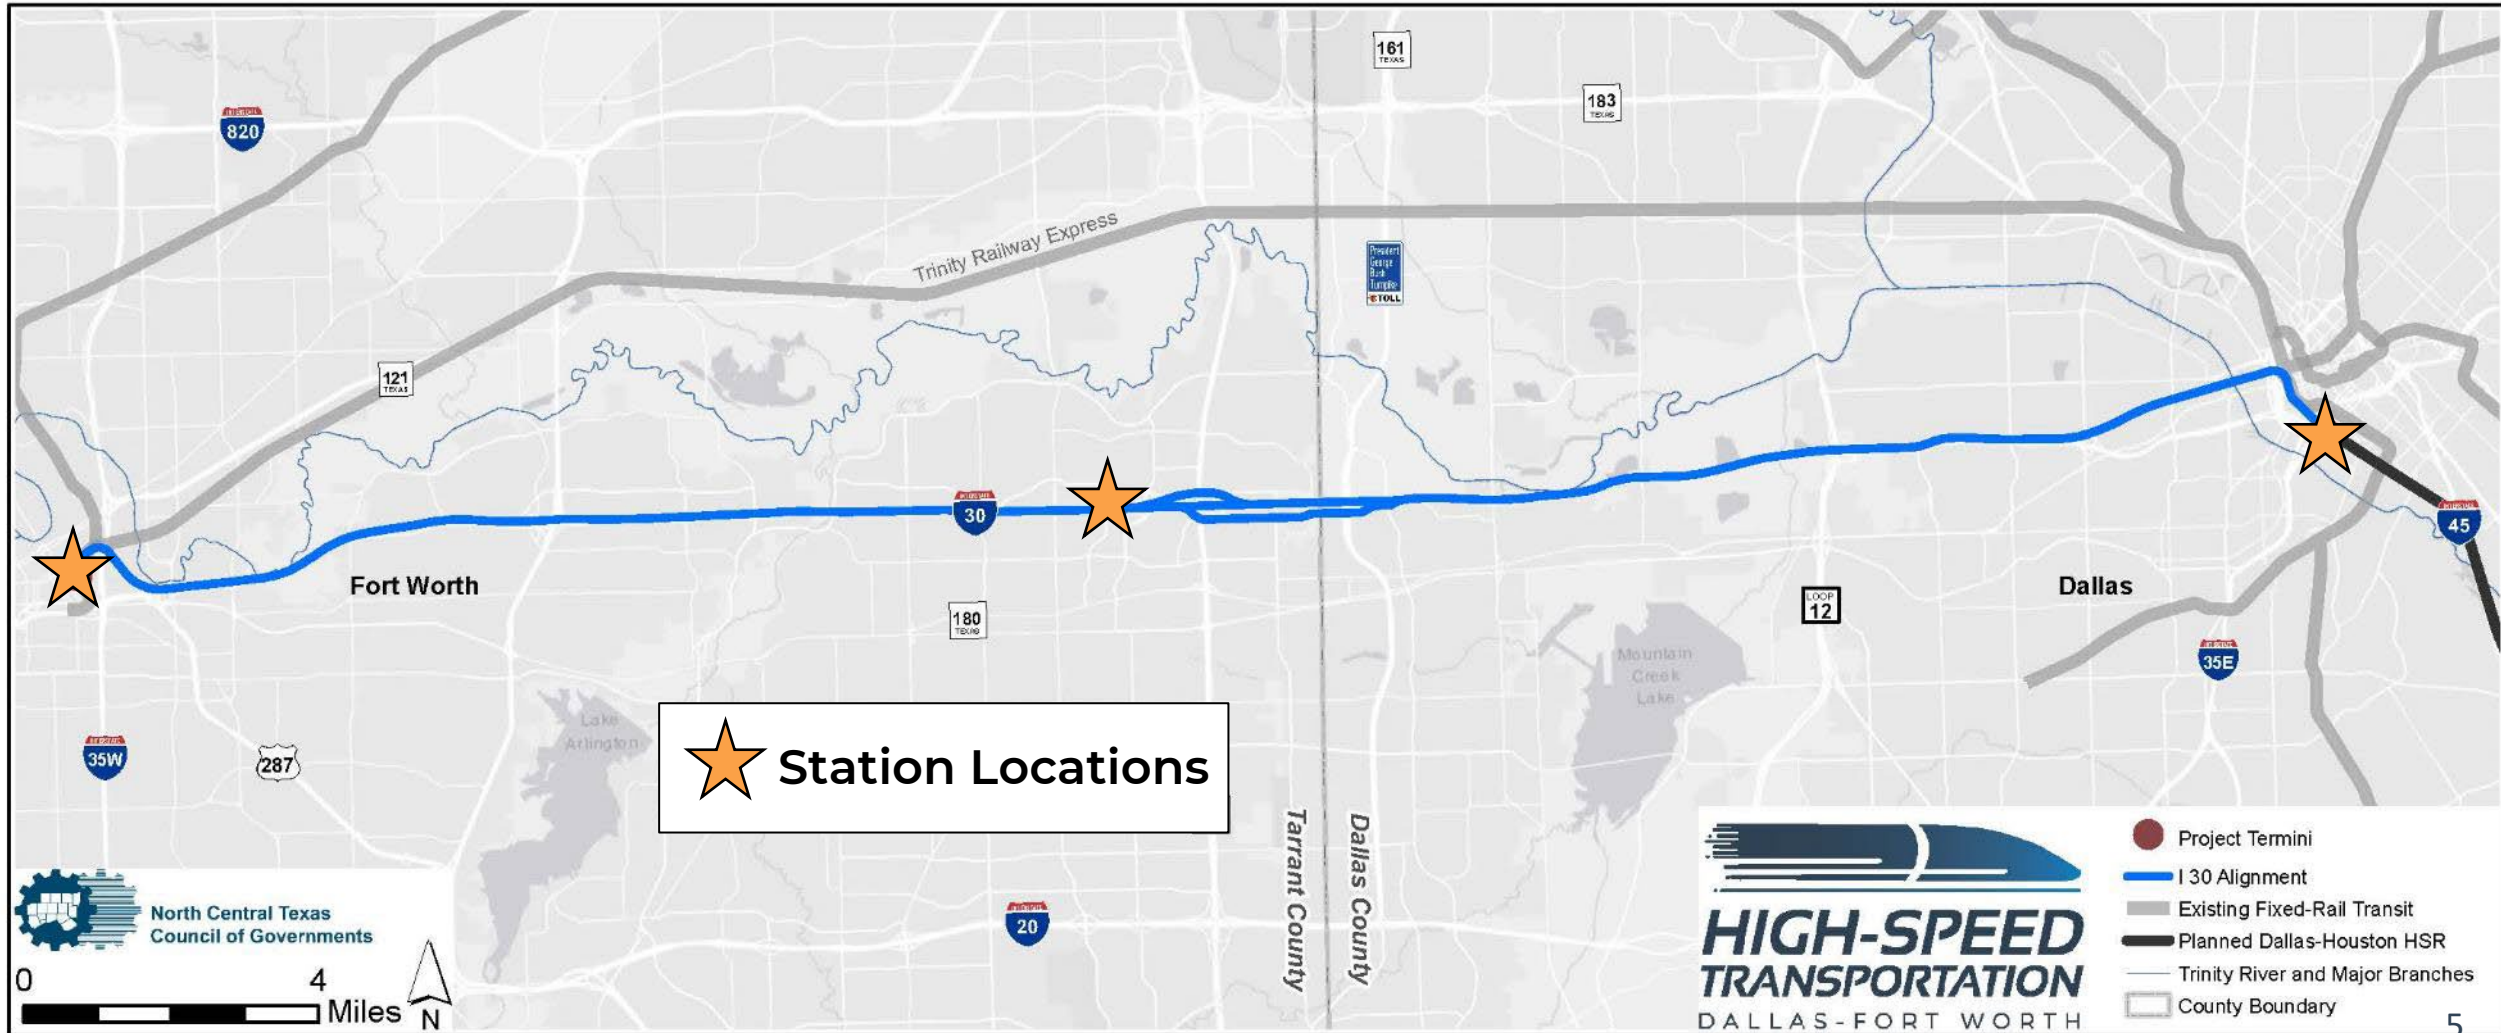 161
TEXAS
820
183
TEXAS
Trinity Railway Express
President
George
Bush
Turnpike
TOLL
121
TEXAS
30
45
Fort Worth
Dallas
LOOP
12
180
TEXAS
Mountain
Creek
Lake
35E
Lake
Arlington
35W
287
Station Locations
Tarrant County
Dallas County
20
North Central Texas
Council of Governments
0 4
Miles
N
HIGH-SPEED
TRANSPORTATION
DALLAS-FORT WORTH
Project Termini
I 30 Alignment
Existing Fixed-Rail Transit
Planned Dallas-Houston HSR
Trinity River and Major Branches
County Boundary
5